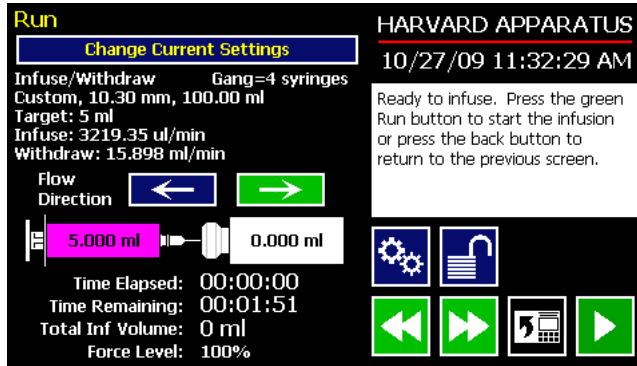 Run
Change Current Settings
Infuse/Withdraw Gang=4 syringes
Custom, 10.30 mm, 100.00 ml
Target: 5 ml
Infuse: 3219.35 ul/min
Withdraw: 15.898 ml/min
Flow
Direction
5.000 ml 0.000 ml
Time Elapsed: 00:00:00
Time Remaining: 00:01:51
Total Inf Volume: 0 ml
Force Level: 100%
HARVARD APPARATUS
10/27/09 11:32:29 AM
Ready to infuse. Press the green
Run button to start the infusion
or press the back button to
return to the previous screen.